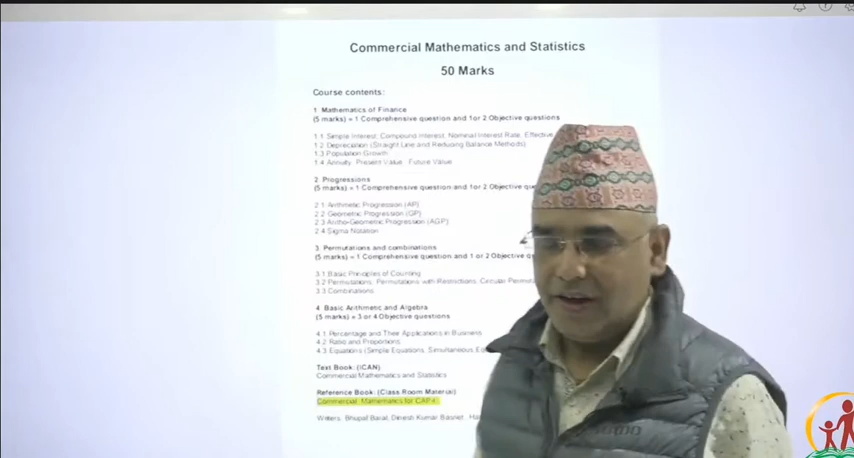 Commercial Mathematics and Statistics
50 Marks
Course contents:
1. Mathematics of Finance
(5 marks) = 1 Comprehensive question and 1or 2 Objective questions
1.1 Simple Interest, Compound Interest, Nominal Interest Rate, Effective
1.2 Depreciation (Straight Line and Reducing Balance Methods)
1.3 Population Growth
1.4 Annuity, Present Value, Future Value
2. Progressions
(5 marks) = 1 Comprehensive question and 1or 2 Objective
2.1 Arithmetic Progression (AP)
2.2 Geometric Progression (GP)
2.3 Progression (AGP)
2.4 Sigma Notation
3. Permutations and combinations
(5 marks) = 1 Comprehensive question and 1 or 2 Objective
3.1 Basic Principles of Counting
3.2 Permutations, Permutations with Restrictions, Circular
3.3 Combinations
4. Basic Arithmetic and Algebra
(5 marks) = 3 or 4 Objective questions
4.1 Percentage and Their Applications in Business
4.2 Ratio and Proportions
4.3 Equations (Simple Equations, Simultaneous
Text Book: (ICAN)
Commercial Mathematics and Statistics
Reference Book: (Class Room Material)
Commercial Mathematics for
Writers: Bhupal Baral, Dinesh Kumar Basnet,